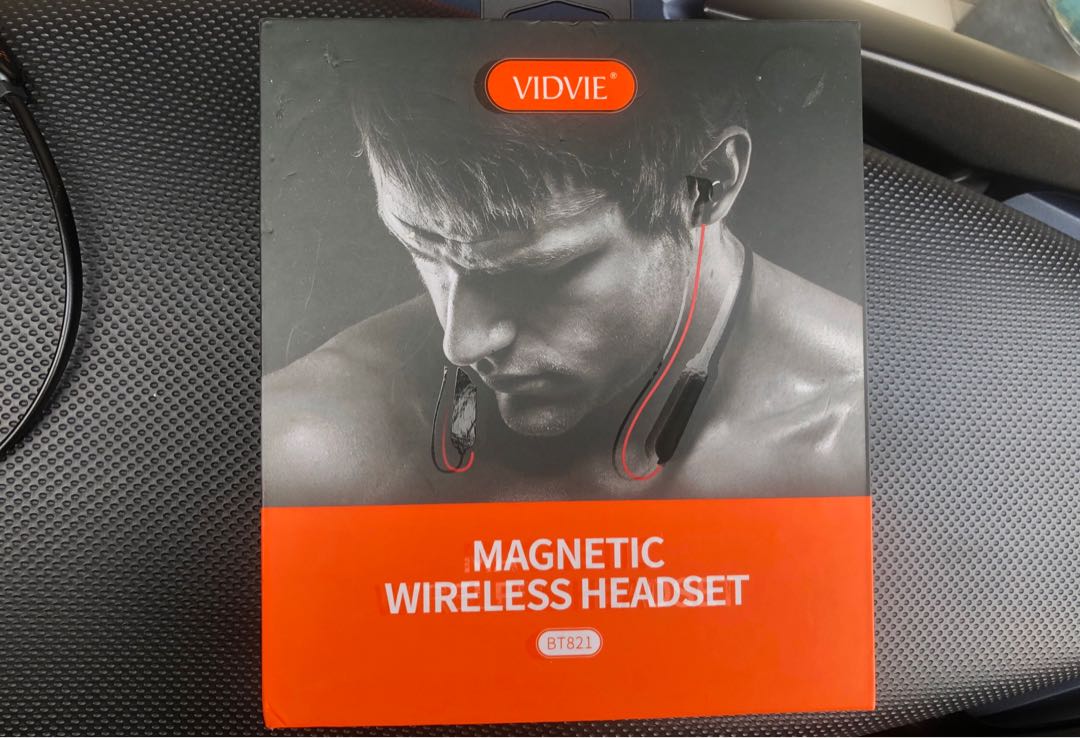 VIDVIE®
MAGNETIC
WIRELESS HEADSET
BT821